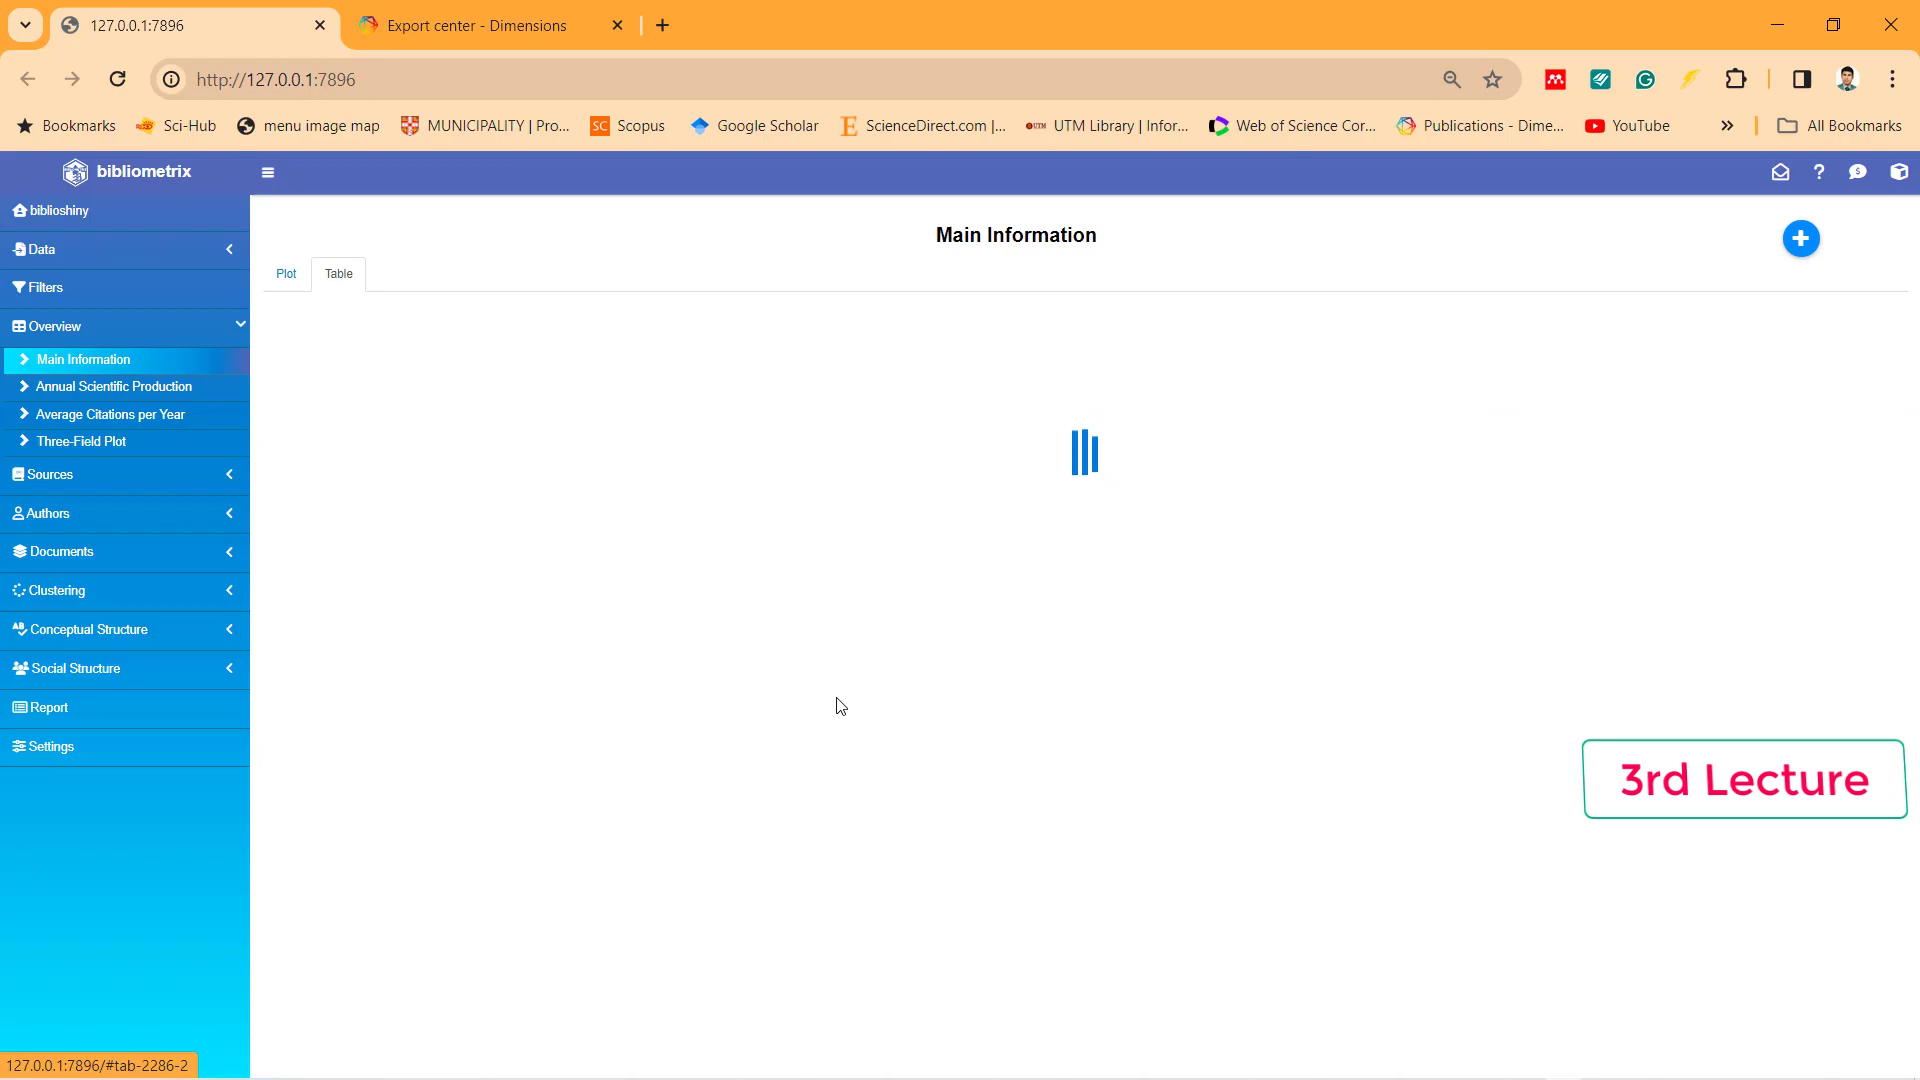 127.0.0.1:7896
Export center - Dimensions
http://127.0.0.1:7896
Bookmarks
Sci-Hub
menu image map
MUNICIPALITY | Pro...
SC Scopus
Google Scholar
ScienceDirect.com |...
UTM Library | Infor...
Web of Science Cor...
Publications - Dime...
YouTube
All Bookmarks
bibliometrix
biblioshiny
Data
Filters
Overview
Main Information
Annual Scientific Production
Average Citations per Year
Three-Field Plot
Sources
Authors
Documents
Clustering
Conceptual Structure
Social Structure
Report
Settings
Main Information
Plot
Table
3rd Lecture
127.0.0.1:7896/#tab-2286-2